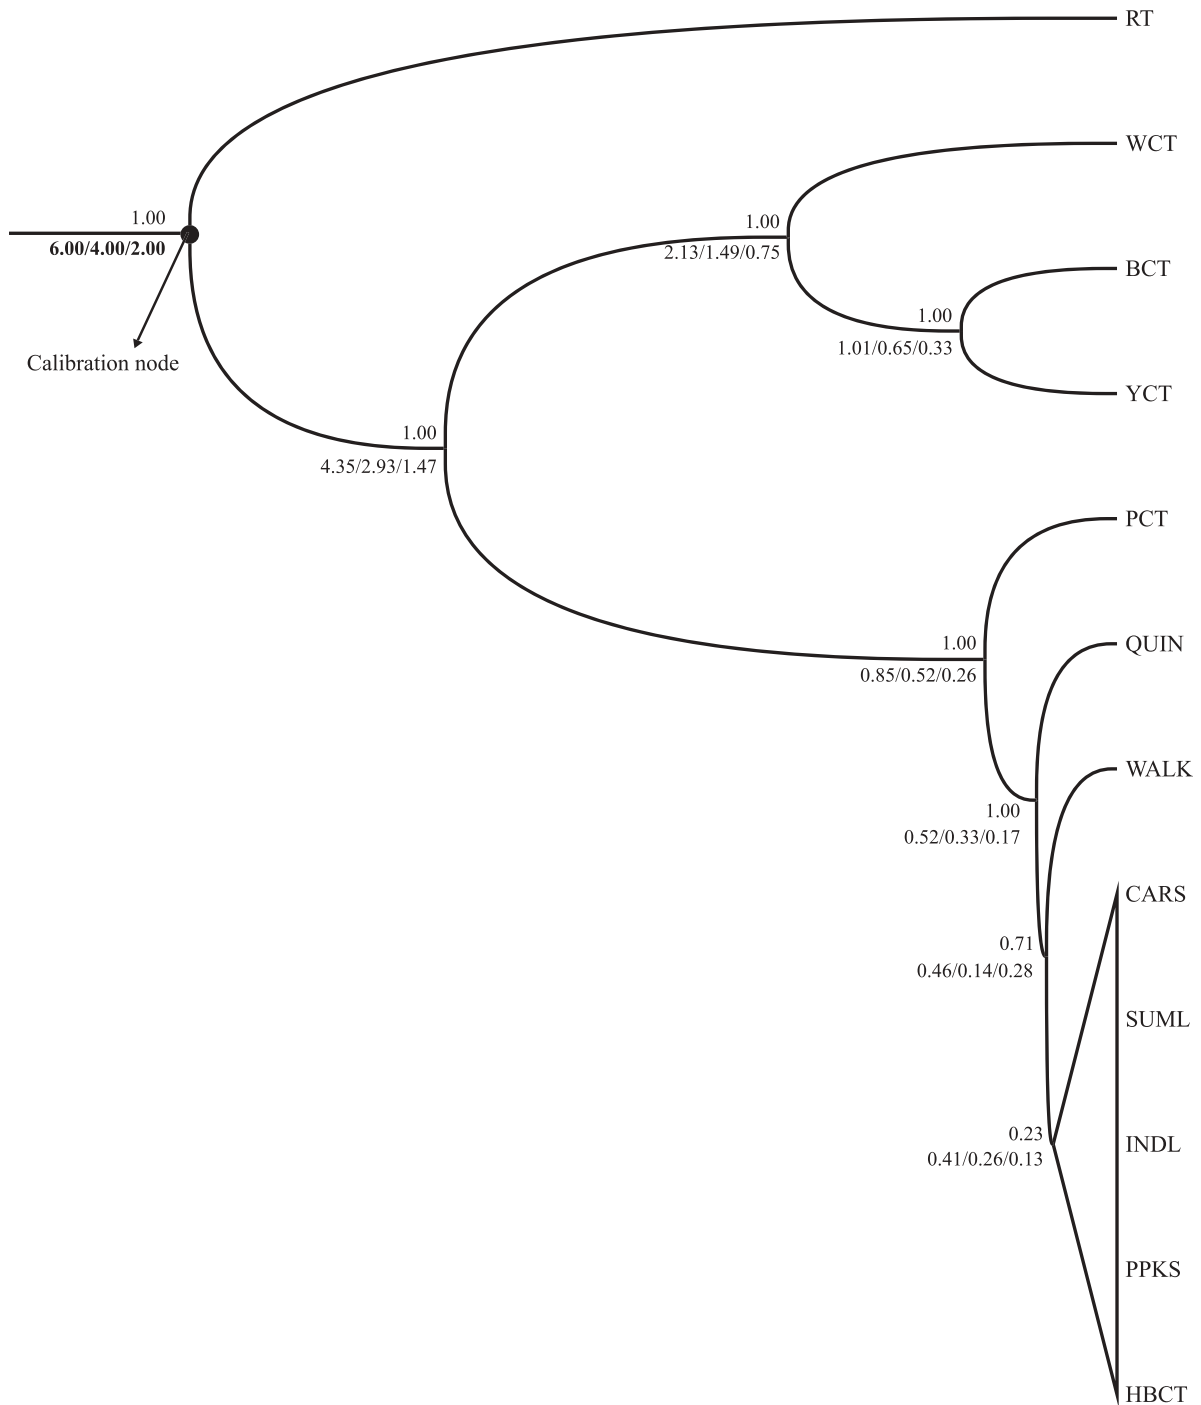 RT
WCT
1.00
6.00/4.00/2.00
1.00
2.13/1.49/0.75
BCT
1.00
1.01/0.65/0.33
Calibration node
YCT
1.00
4.35/2.93/1.47
PCT
1.00
0.85/0.52/0.26
QUIN
WALK
1.00
0.52/0.33/0.17
CARS
0.71
0.46/0.14/0.28
SUML
0.23
0.41/0.26/0.13
INDL
PPKS
HBCT